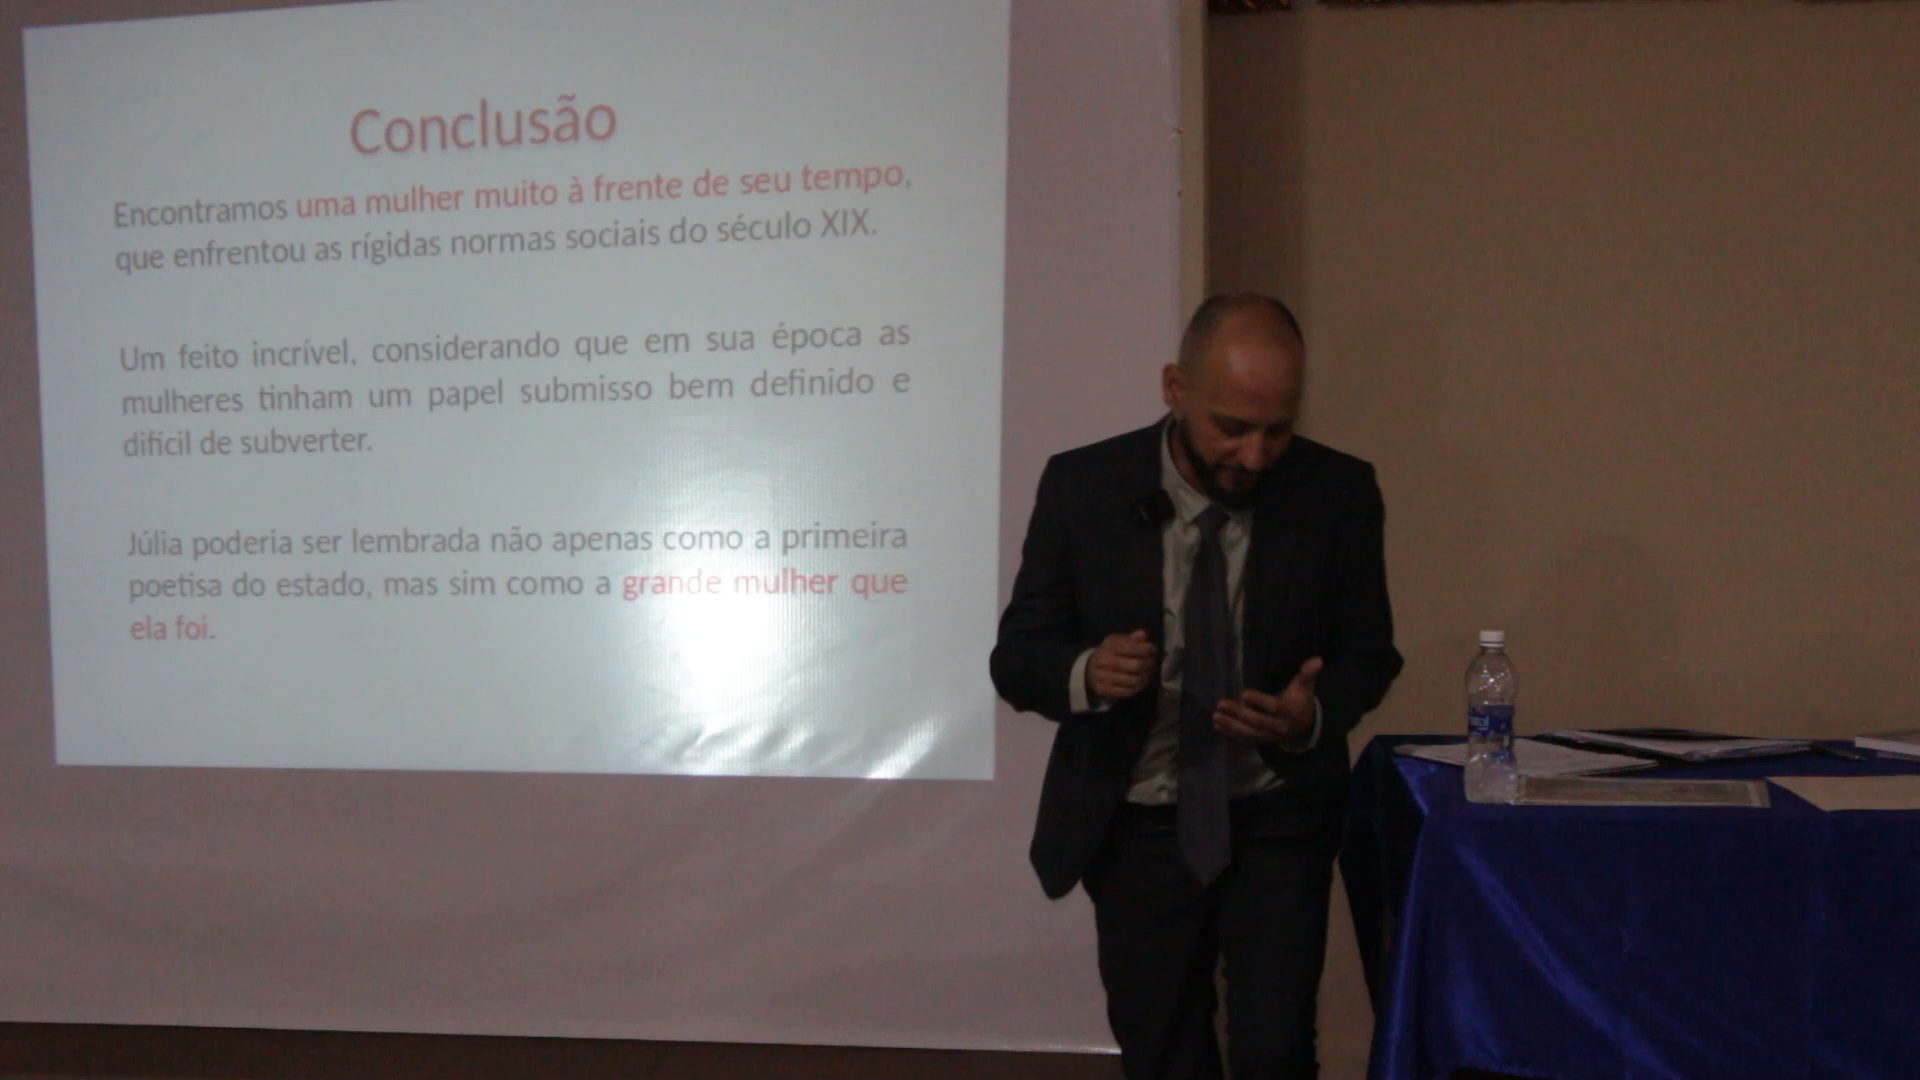 Conclusão
Encontramos uma mulher muito à frente de seu tempo,
que enfrentou as rígidas normas sociais do século XIX.
Um feito incrível, considerando que em sua época as
mulheres tinham um papel submisso bem definido e
difícil de subverter.
Júlia poderia ser lembrada não apenas como a primeira
poetisa do estado, mas sim como a grande mulher que
ela foi.